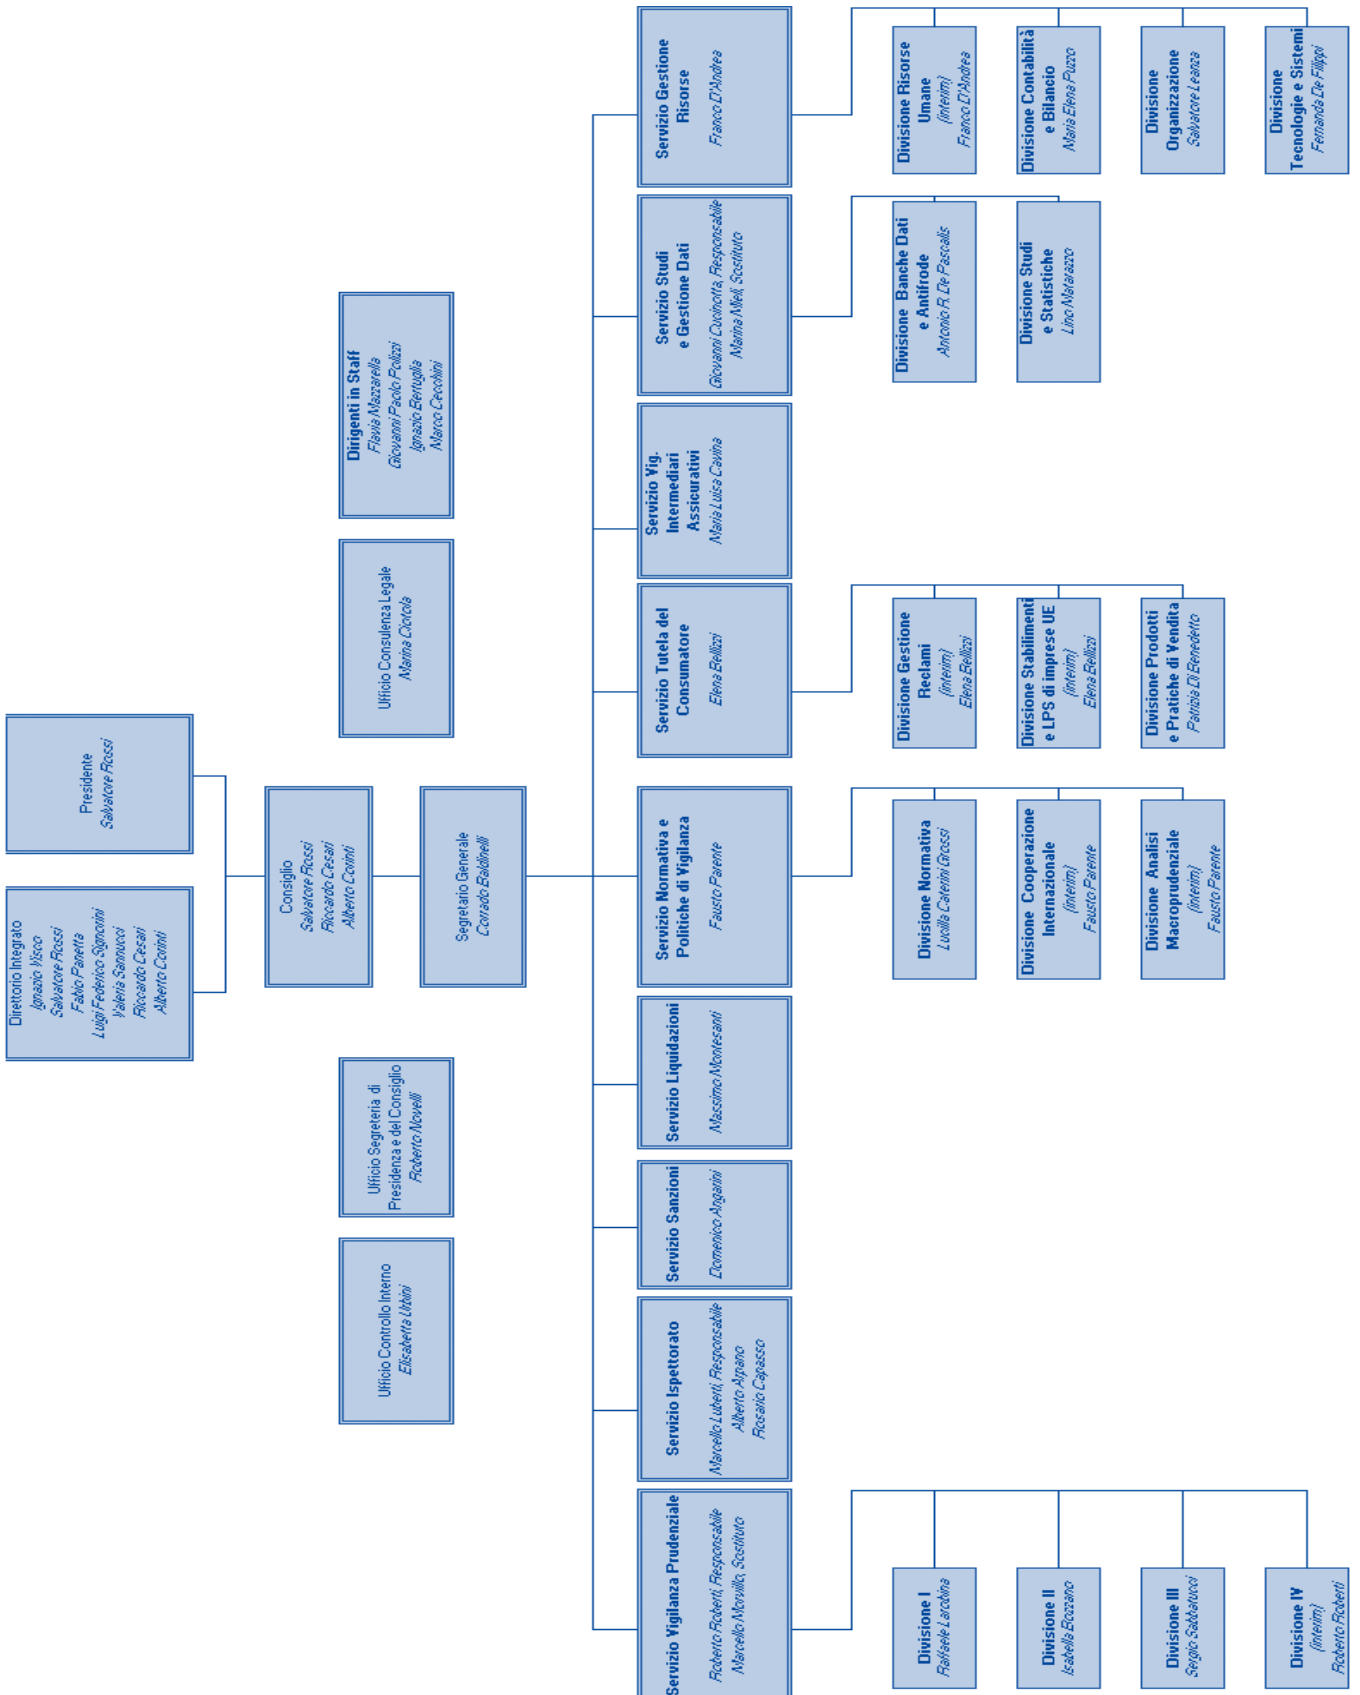 Direttorio Integrato
Ignazio Visco
Salvatore Rossi
Fabio Panetta
Luigi Federico Signorini
Valeria Sannucci
Riccardo Cesari
Alberto Corinti
Presidente
Salvatore Rossi
Consiglio
Salvatore Rossi
Riccardo Cesari
Alberto Corinti
Ufficio Controllo Interno
Elisabetta Urbini
Ufficio Segreteria di
Presidenza e del Consiglio
Roberto Novelli
Segretario Generale
Corrado Baldinelli
Ufficio Consulenza Legale
Marina Ciotola
Dirigenti in Staff
Flavia Mazzarella
Giovanni Paolo Polizzi
Ignazio Bertuglia
Marco Cecchini
Servizio Vigilanza Prudenziale
Roberto Roberti, Responsabile
Marcello Morvillo, Sostituto
Servizio Ispettorato
Marcello Luberti, Responsabile
Alberto Arpano
Rosario Capasso
Servizio Sanzioni
Domenico Angarini
Servizio Liquidazioni
Massimo Montesanti
Servizio Normativa e
Politiche di Vigilanza
Fausto Parente
Servizio Tutela del
Consumatore
Elena Bellizzi
Servizio Vig.
Intermediari
Assicurativi
Maria Luisa Cavina
Servizio Studi
e Gestione Dati
Giovanni Cucinotta, Responsabile
Marina Mieli, Sostituto
Servizio Gestione
Risorse
Franco D'Andrea
Divisione I
Raffaele Larobina
Divisione II
Isabella Bozzano
Divisione III
Sergio Sabbatucci
Divisione IV
(interim)
Roberto Roberti
Divisione Normativa
Lucilla Caterini Grossi
Divisione Cooperazione
Internazionale
(interim)
Fausto Parente
Divisione Analisi
Macroprudenziale
(interim)
Fausto Parente
Divisione Gestione
Reclami
(interim)
Elena Bellizzi
Divisione Stabilimenti
e LPS di imprese UE
(interim)
Elena Bellizzi
Divisione Prodotti
e Pratiche di Vendita
Patrizia Di Benedetto
Divisione Banche Dati
e Antifrode
Antonio R. De Pascalis
Divisione Studi
e Statistiche
Lino Matarazzo
Divisione Risorse
Umane
(interim)
Franco D'Andrea
Divisione Contabilità
e Bilancio
Maria Elena Puzzo
Divisione
Organizzazione
Salvatore Leanza
Divisione
Tecnologie e Sistemi
Fernanda De Filippi